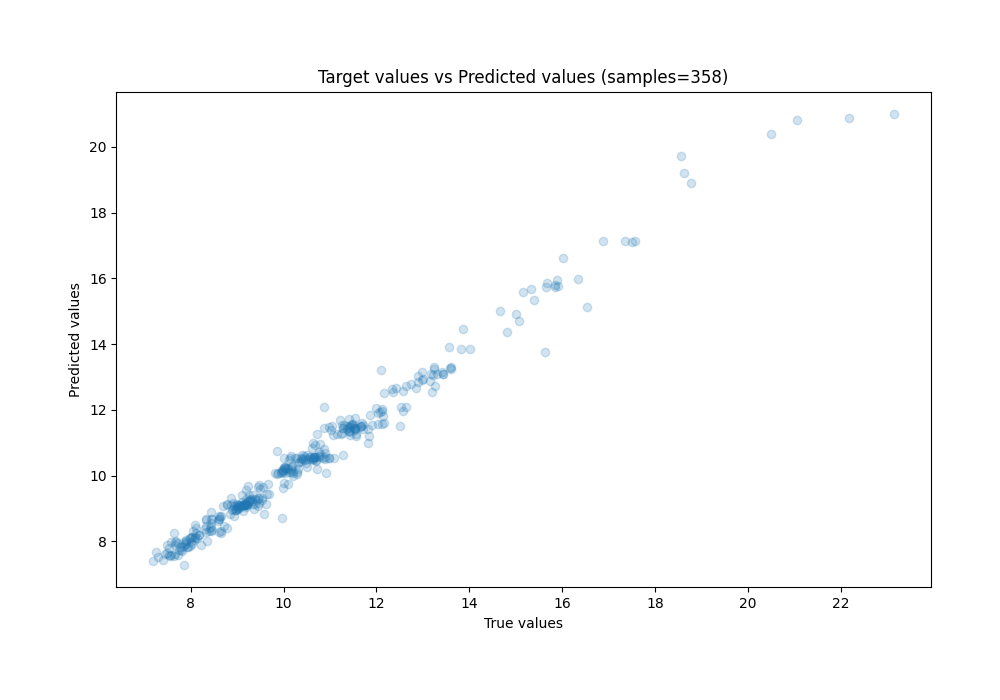 Target values vs Predicted values (samples=358)
Predicted values
20
18
16
14
12
10
8
8 10 12 14 16 18 20 22
True values